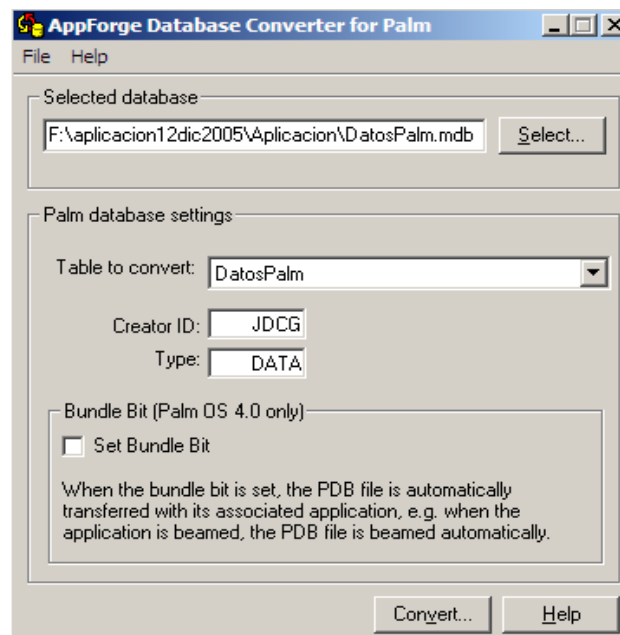 AppForge Database Converter for Palm
File Help
Selected database
F:\aplicacion12dic2005\Aplicacion\DatosPalm.mdb Select...
Palm database settings
Table to convert: DatosPalm
Creator ID: JDCG
Type: DATA
Bundle Bit (Palm OS 4.0 only)
Set Bundle Bit
When the bundle bit is set, the PDB file is automatically
transferred with its associated application, e.g. when the
application is beamed, the PDB file is beamed automatically.
Convert... Help